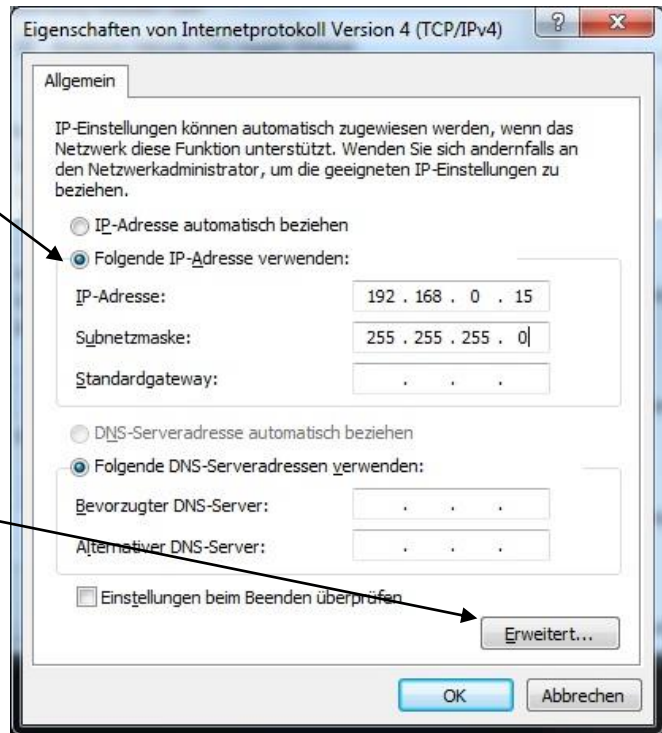 Eigenschaften von Internetprotokoll Version 4 (TCP/IPv4)
Allgemein
IP-Einstellungen können automatisch zugewiesen werden, wenn das
Netzwerk diese Funktion unterstützt. Wenden Sie sich andernfalls an
den Netzwerkadministrator, um die geeigneten IP-Einstellungen zu
beziehen.
IP-Adresse automatisch beziehen
Folgende IP-Adresse verwenden:
IP-Adresse: 192 . 168 . 0 . 15
Subnetzmaske: 255 . 255 . 255 . 0
Standardgateway: . . .
DNS-Serveradresse automatisch beziehen
Folgende DNS-Serveradressen verwenden:
Bevorzugter DNS-Server: . . .
Alternativer DNS-Server: . . .
Einstellungen beim Beenden überprüfen
Erweitert...
OK Abbrechen